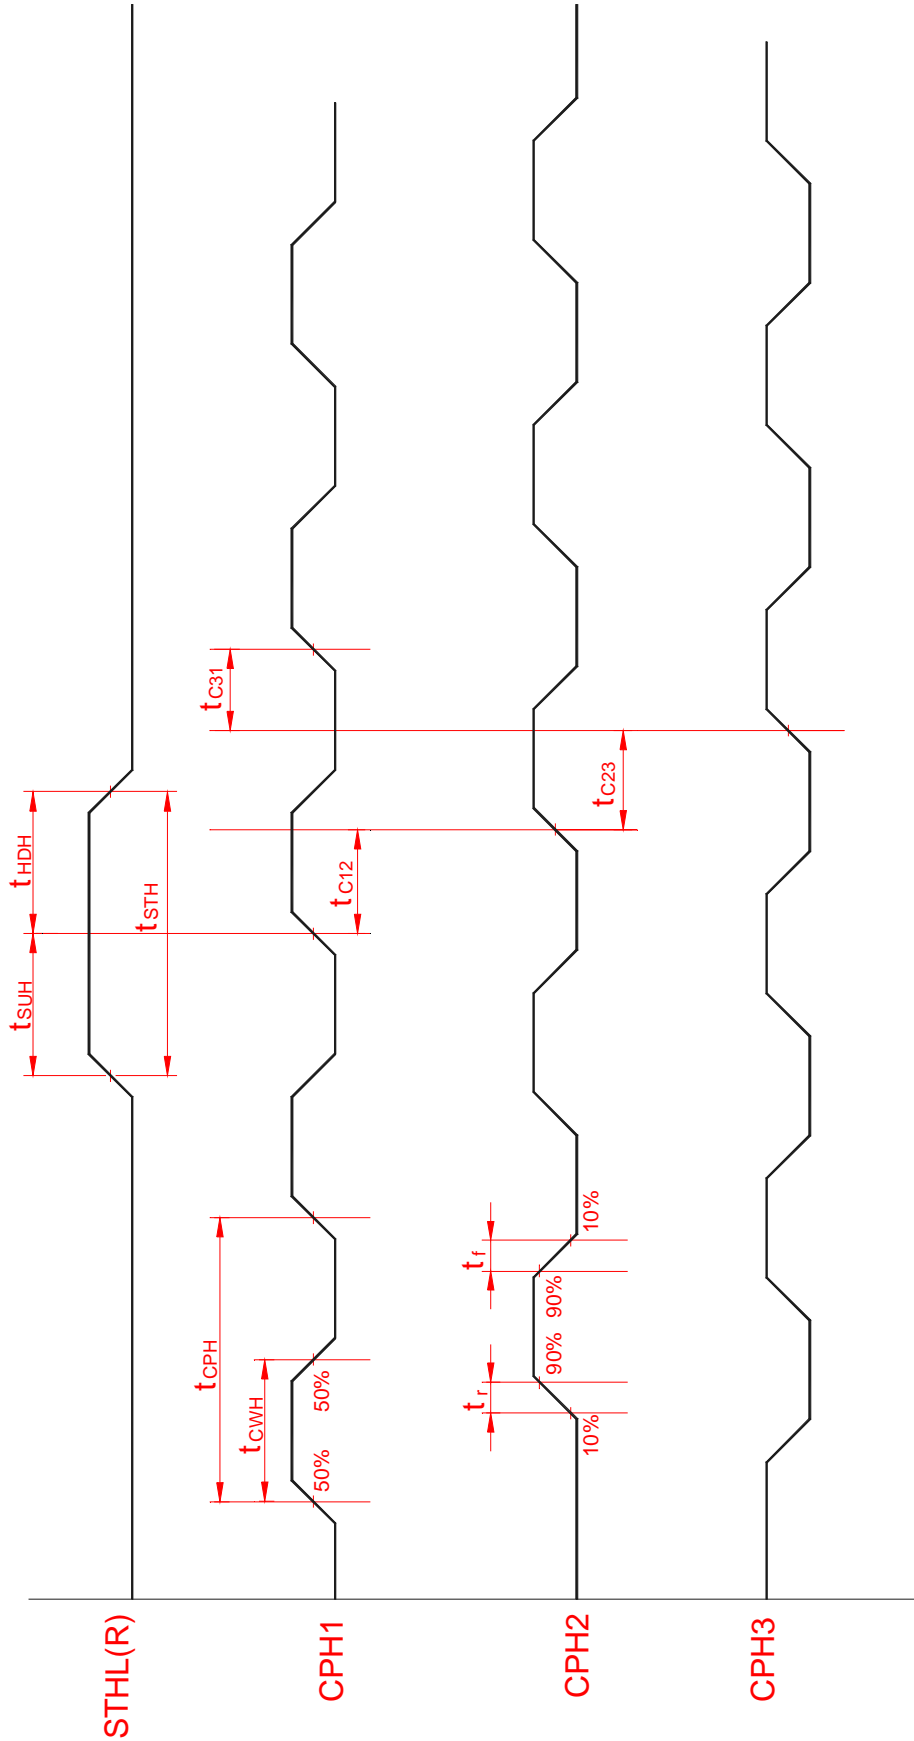 STHL(R)
tSUH
tHDH
tSTH
CPH1
tCPH
tCWH
50%
50%
tC12
tC31
CPH2
tr
tf
10%
90%
90%
10%
tC23
CPH3